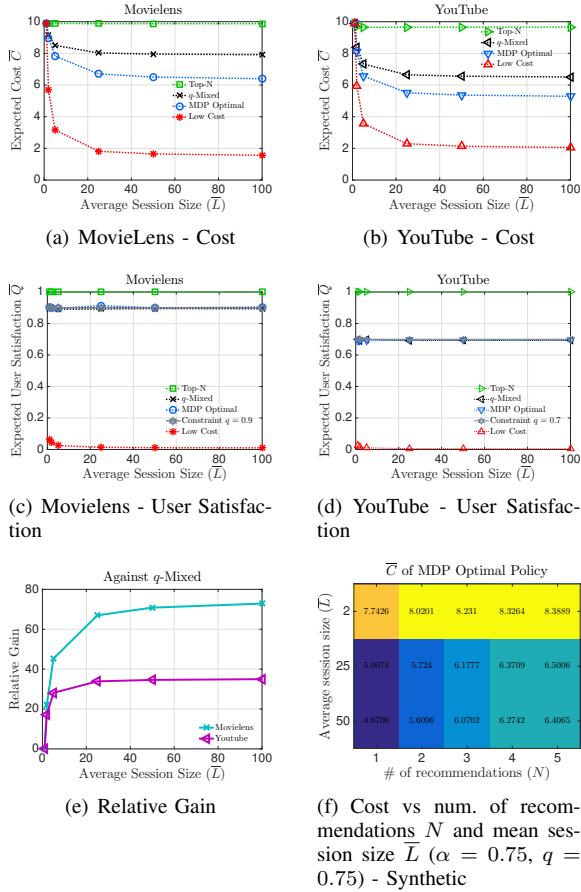 Movielens
Expected Cost C̅
10
8
6
4
2
0
Top-N
q-Mixed
MDP Optimal
Low Cost
0 20 40 60 80 100
Average Session Size (L̅)
(a) MovieLens - Cost
YouTube
Expected Cost C̅
10
8
6
4
2
0
Top-N
q-Mixed
MDP Optimal
Low Cost
0 20 40 60 80 100
Average Session Size (L̅)
(b) YouTube - Cost
Movielens
Expected User Satisfaction Q̅
1
0.8
0.6
0.4
0.2
0
Top-N
q-Mixed
MDP Optimal
Constraint q = 0.9
Low Cost
0 20 40 60 80 100
Average Session Size (L̅)
(c) Movielens - User Satisfac-
tion
YouTube
Expected User Satisfaction Q̅
1
0.8
0.6
0.4
0.2
0
Top-N
q-Mixed
MDP Optimal
Constraint q = 0.7
Low Cost
0 20 40 60 80 100
Average Session Size (L̅)
(d) YouTube - User Satisfac-
tion
Against q-Mixed
Relative Gain
80
60
40
20
0
Movielens
Youtube
0 20 40 60 80 100
Average Session Size (L̅)
(e) Relative Gain
C̅ of MDP Optimal Policy
Average session size (L̅)
2 7.7426 8.0201 8.231 8.3264 8.3889
25 5.0074 5.724 6.1777 6.3709 6.5006
50 4.8706 5.6096 6.0762 6.2742 6.4065
1 2 3 4 5
# of recommendations (N)
(f) Cost vs num. of recom-
mendations N and mean ses-
sion size L̅ (α = 0.75, q =
0.75) - Synthetic